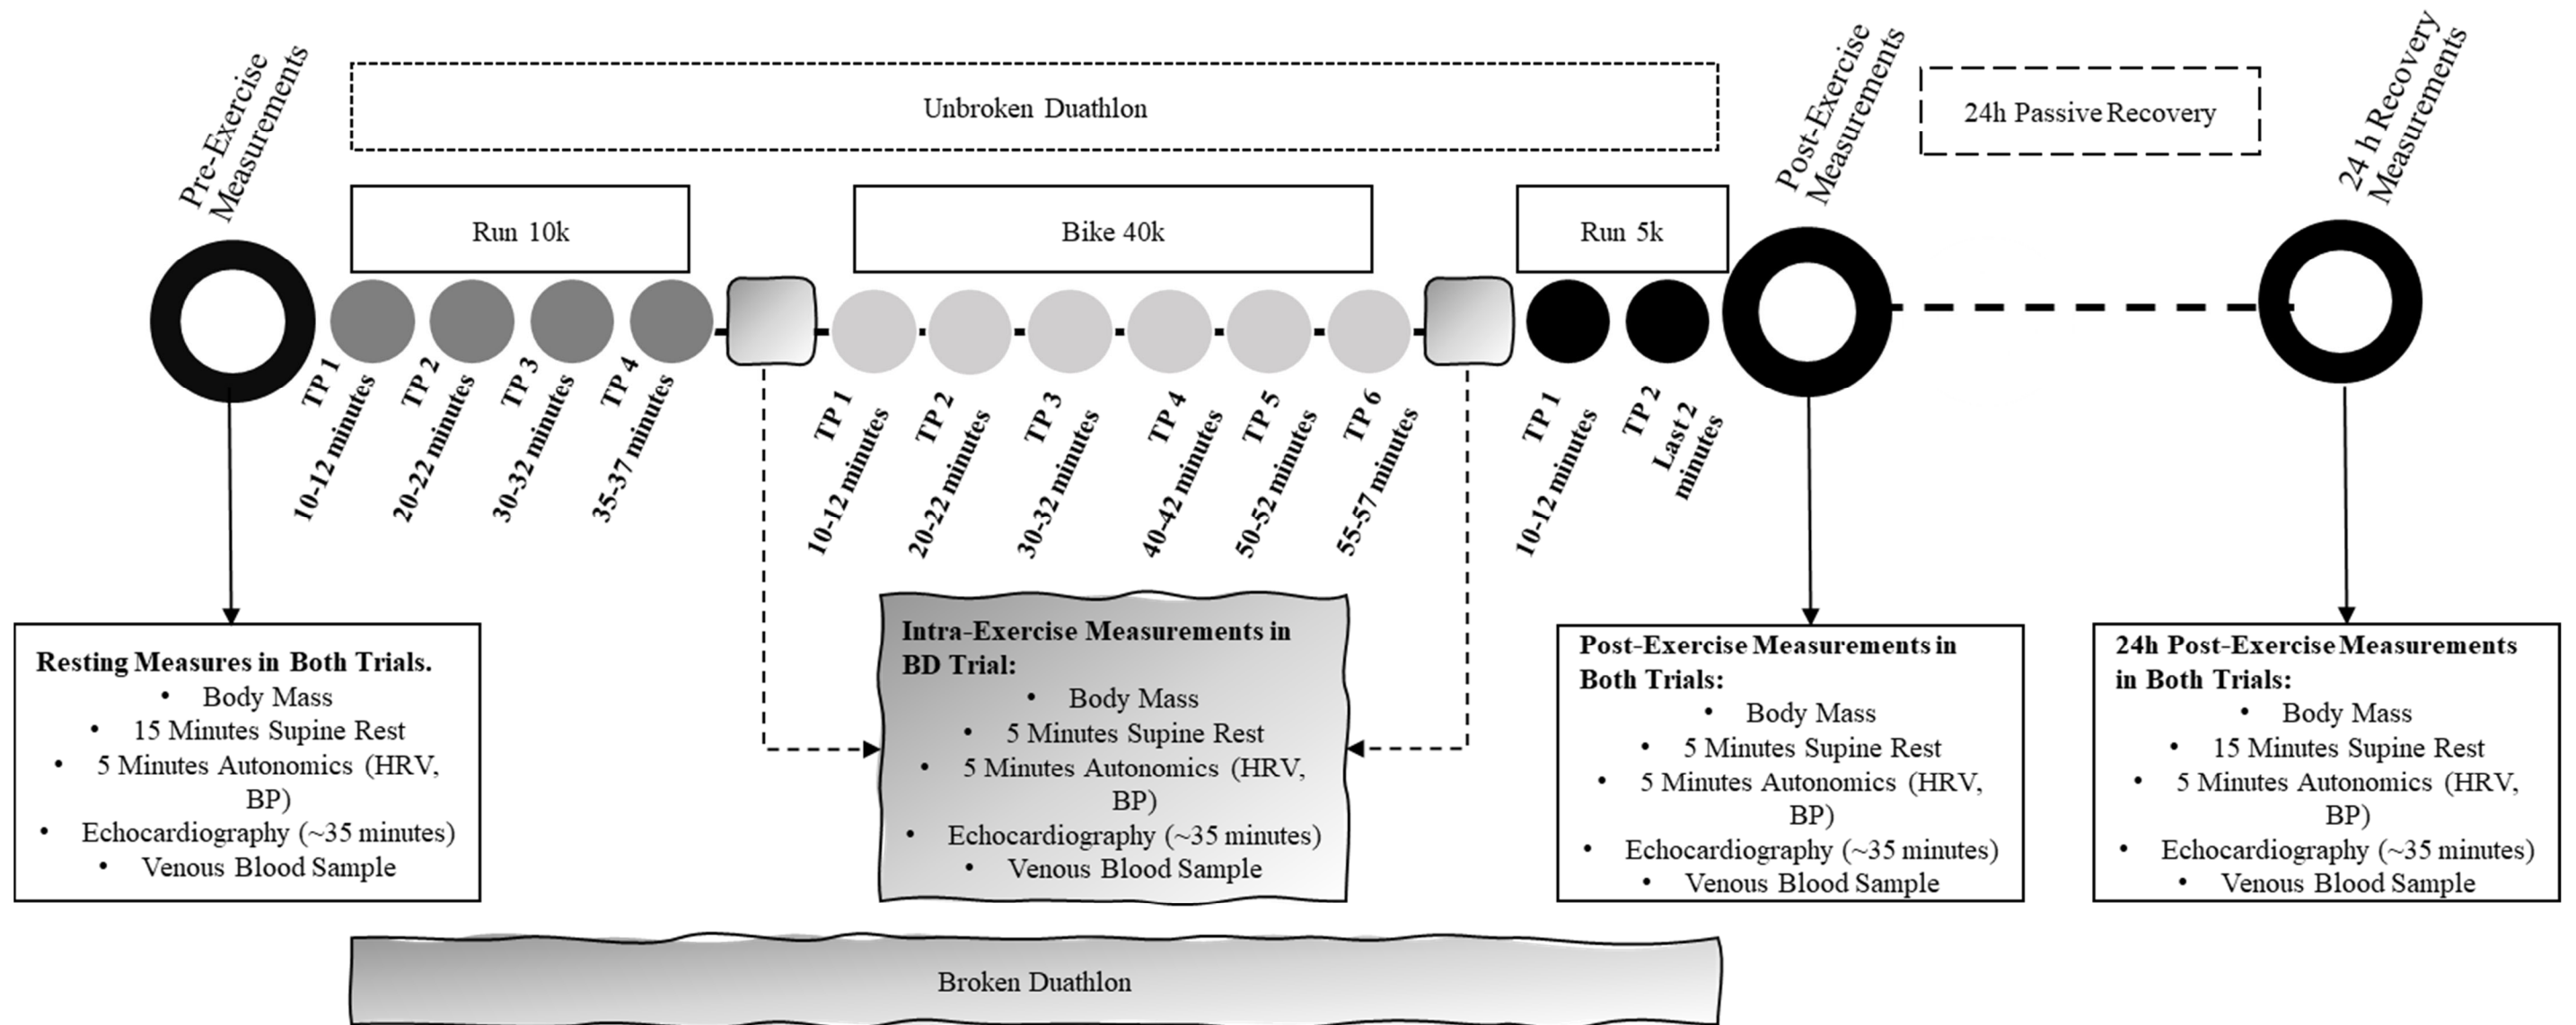 Pre-Exercise
Measurements
Unbroken Duathlon
Post-Exercise
Measurements
24h Passive Recovery
24 h Recovery
Measurements
Run 10k
Bike 40k
Run 5k
TP 1
10-12 minutes
TP 2
20-22 minutes
TP 3
30-32 minutes
TP 4
35-37 minutes
TP 1
10-12 minutes
TP 2
20-22 minutes
TP 3
30-32 minutes
TP 4
40-42 minutes
TP 5
50-52 minutes
TP 6
55-57 minutes
TP 1
10-12 minutes
TP 2
Last 2
minutes
Resting Measures in Both Trials.
• Body Mass
• 15 Minutes Supine Rest
• 5 Minutes Autonomics (HRV,
BP)
• Echocardiography (~35 minutes)
• Venous Blood Sample
Intra-Exercise Measurements in
BD Trial:
• Body Mass
• 5 Minutes Supine Rest
• 5 Minutes Autonomics (HRV,
BP)
• Echocardiography (~35 minutes)
• Venous Blood Sample
Post-Exercise Measurements in
Both Trials:
• Body Mass
• 5 Minutes Supine Rest
• 5 Minutes Autonomics (HRV,
BP)
• Echocardiography (~35 minutes)
• Venous Blood Sample
24h Post-Exercise Measurements
in Both Trials:
• Body Mass
• 15 Minutes Supine Rest
• 5 Minutes Autonomics (HRV,
BP)
• Echocardiography (~35 minutes)
• Venous Blood Sample
Broken Duathlon